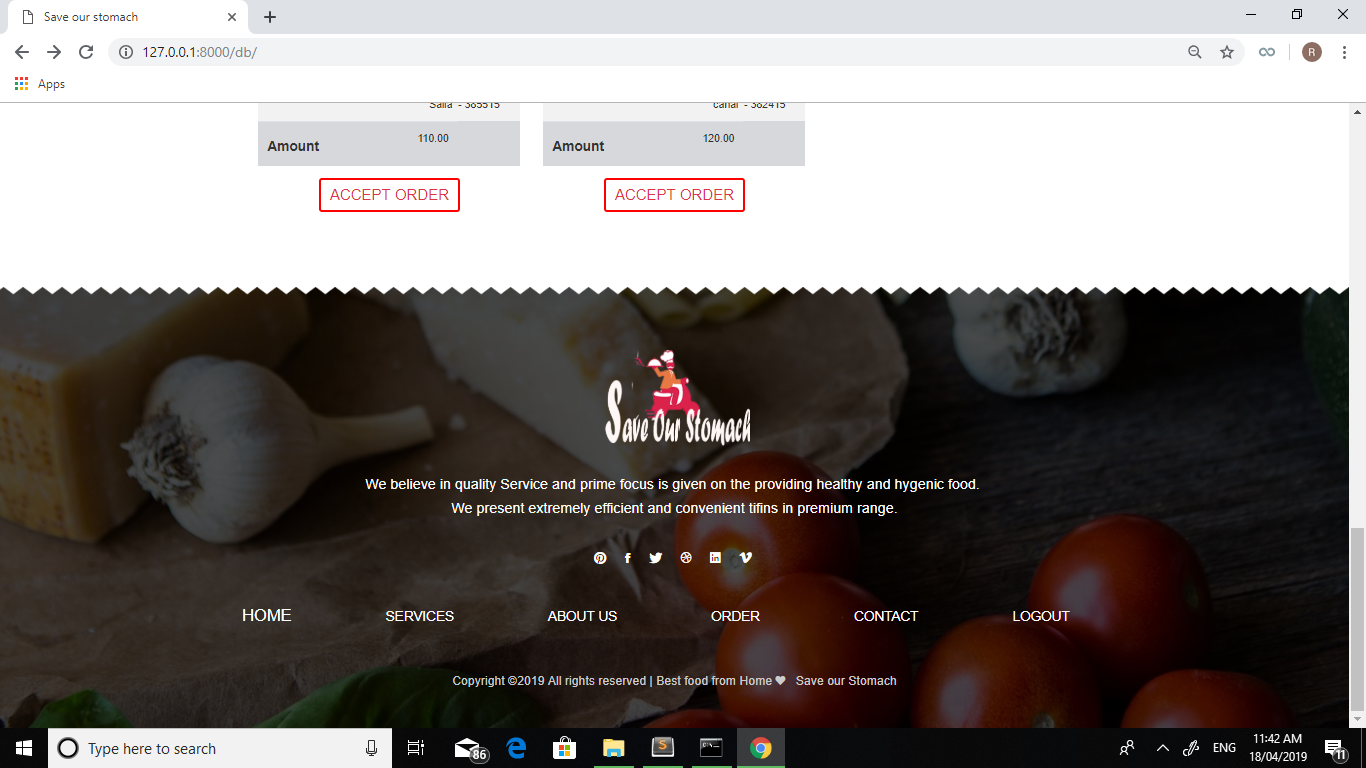 Save our stomach
127.0.0.1:8000/db/
R
Apps
Salla - 385515
Amount 110.00
ACCEPT ORDER
- 382415
Amount 120.00
ACCEPT ORDER
Save Our Stomach
We believe in quality Service and prime focus is given on the providing healthy and hygenic food.
We present extremely efficient and convenient tifins in premium range.
HOME SERVICES ABOUT US ORDER CONTACT LOGOUT
Copyright ©2019 All rights reserved | Best food from Home ♥ Save our Stomach
Type here to search
86
ENG
11:42 AM
18/04/2019
11